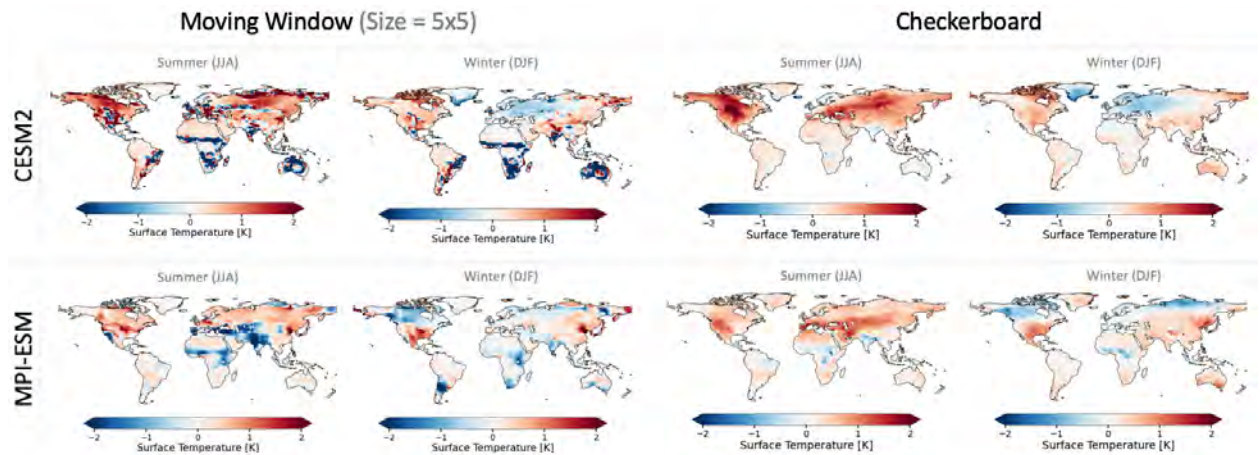 Moving Window (Size = 5x5)
Checkerboard
CESM2
Summer (JJA)
Winter (DJF)
Summer (JJA)
Winter (DJF)
−2 −1 0 1 2
Surface Temperature [K]
−2 −1 0 1 2
Surface Temperature [K]
−2 −1 0 1 2
Surface Temperature [K]
−2 −1 0 1 2
Surface Temperature [K]
MPI-ESM
Summer (JJA)
Winter (DJF)
Summer (JJA)
Winter (DJF)
−2 −1 0 1 2
Surface Temperature [K]
−2 −1 0 1 2
Surface Temperature [K]
−2 −1 0 1 2
Surface Temperature [K]
−2 −1 0 1 2
Surface Temperature [K]